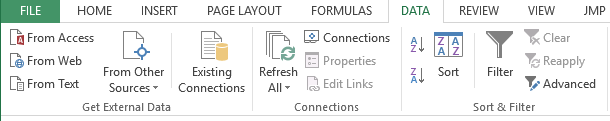 FILE HOME INSERT PAGE LAYOUT FORMULAS DATA REVIEW VIEW JMP
From Access
From Web
From Text
From Other
Sources
Existing
Connections
Get External Data
Refresh
All
Connections
Properties
Edit Links
Connections
A
Z
Z
A
Z A
A Z
Sort
Filter
Clear
Reapply
Advanced
Sort & Filter